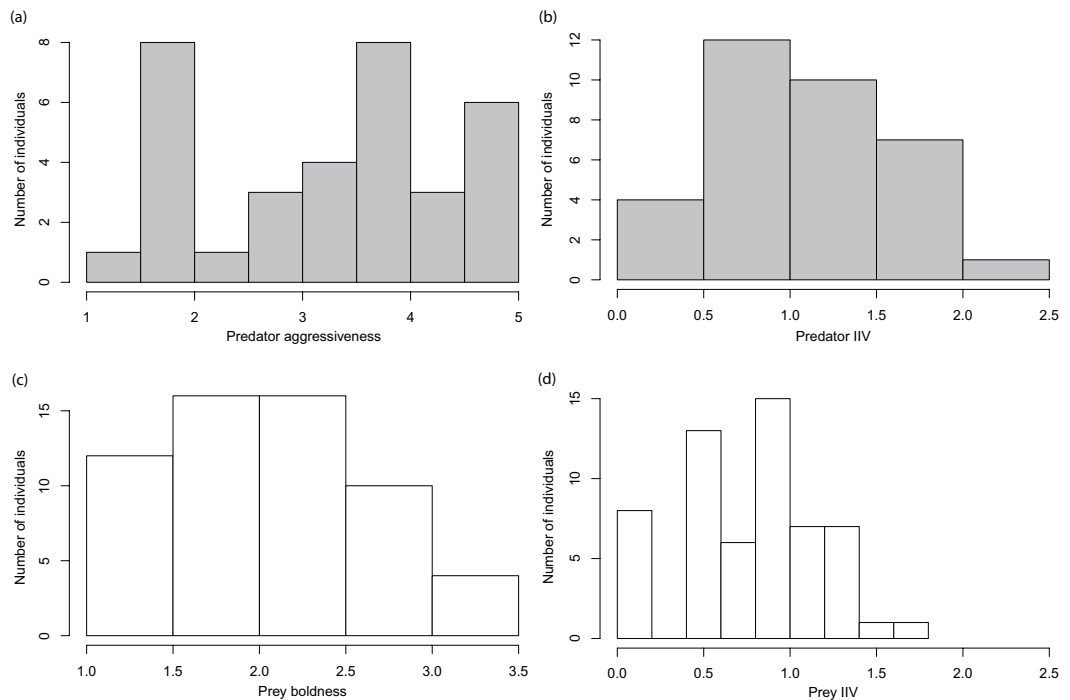 (a)
Number of individuals
8
6
4
2
0
1 2 3 4 5
Predator aggressiveness
(b)
Number of individuals
12
10
8
6
4
2
0
0.0 0.5 1.0 1.5 2.0 2.5
Predator IIV
(c)
Number of individuals
15
10
5
0
1.0 1.5 2.0 2.5 3.0 3.5
Prey boldness
(d)
Number of individuals
15
10
5
0
0.0 0.5 1.0 1.5 2.0 2.5
Prey IIV